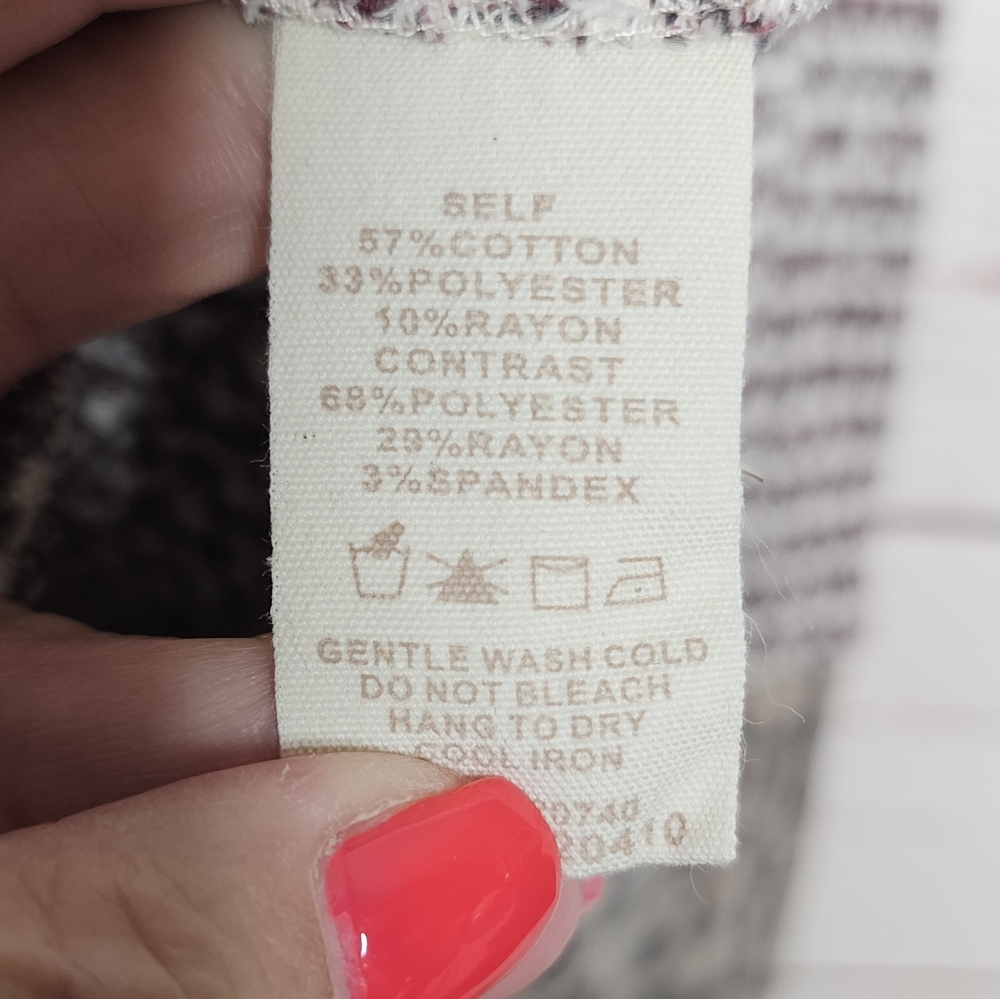 SELF
57%COTTON
33%POLYESTER
10%RAYON
CONTRAST
68%POLYESTER
29%RAYON
3%SPANDEX
GENTLE WASH COLD
DO NOT BLEACH
HANG TO DRY
COOL IRON